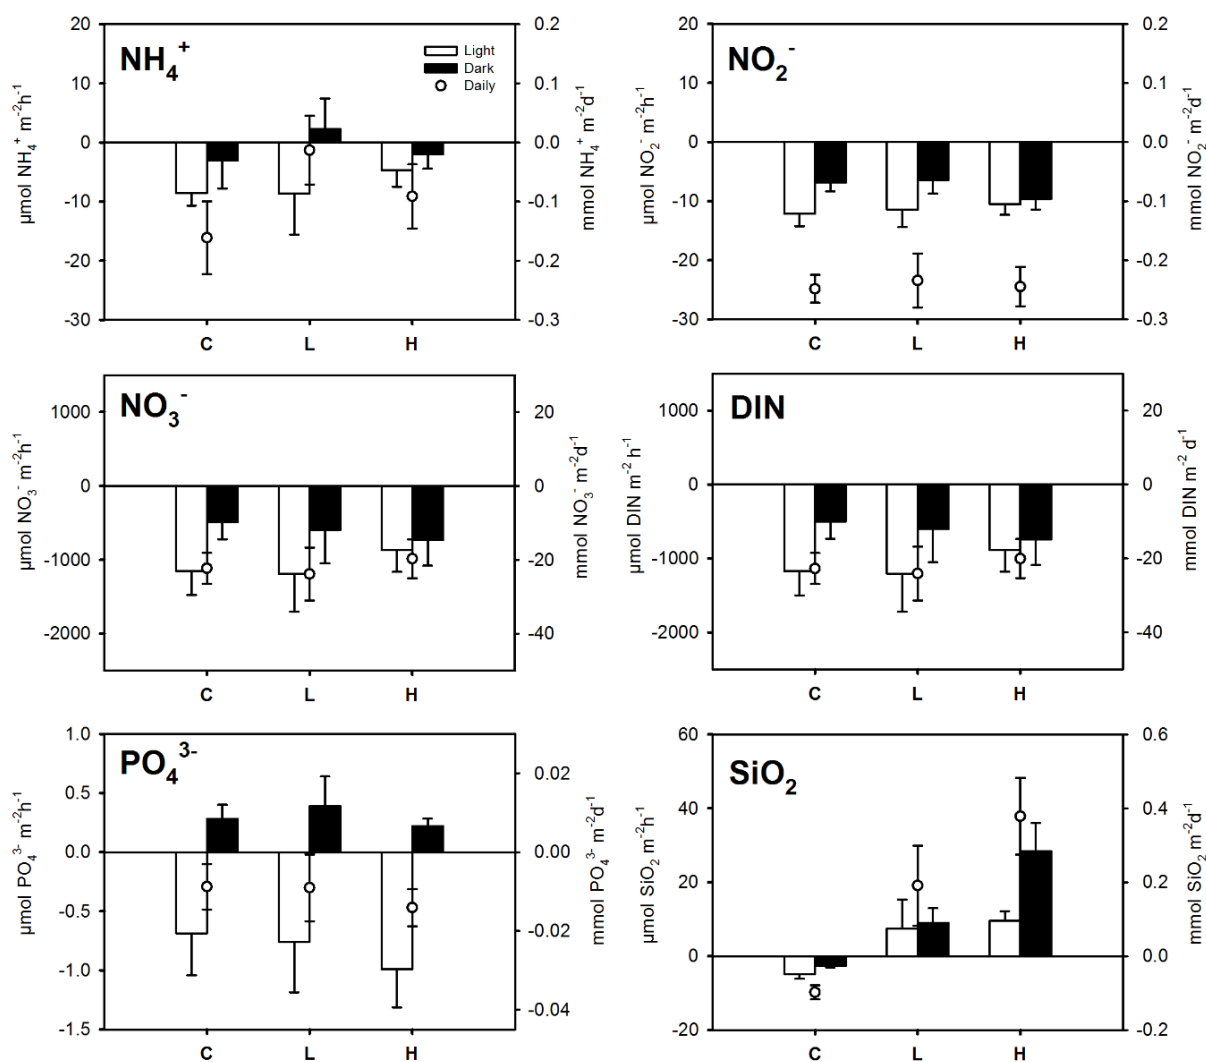 NH₄⁺
Light
Dark
Daily
20
10
0
-10
-20
-30
µmol NH₄⁺ m⁻²h⁻¹
0.2
0.1
0.0
-0.1
-0.2
-0.3
mmol NH₄⁺ m⁻²d⁻¹
C L H
NO₂⁻
20
10
0
-10
-20
-30
µmol NO₂⁻ m⁻²h⁻¹
0.2
0.1
0.0
-0.1
-0.2
-0.3
mmol NO₂⁻ m⁻²d⁻¹
C L H
NO₃⁻
1000
0
-1000
-2000
µmol NO₃⁻ m⁻²h⁻¹
20
0
-20
-40
mmol NO₃⁻ m⁻²d⁻¹
C L H
DIN
1000
0
-1000
-2000
µmol DIN m⁻² h⁻¹
20
0
-20
-40
mmol DIN m⁻² d⁻¹
C L H
PO₄³⁻
1.0
0.5
0.0
-0.5
-1.0
-1.5
µmol PO₄³⁻ m⁻²h⁻¹
0.02
0.00
-0.02
-0.04
mmol PO₄³⁻ m⁻²d⁻¹
C L H
SiO₂
60
40
20
0
-20
µmol SiO₂ m⁻²h⁻¹
0.6
0.4
0.2
0.0
-0.2
mmol SiO₂ m⁻²d⁻¹
C L H